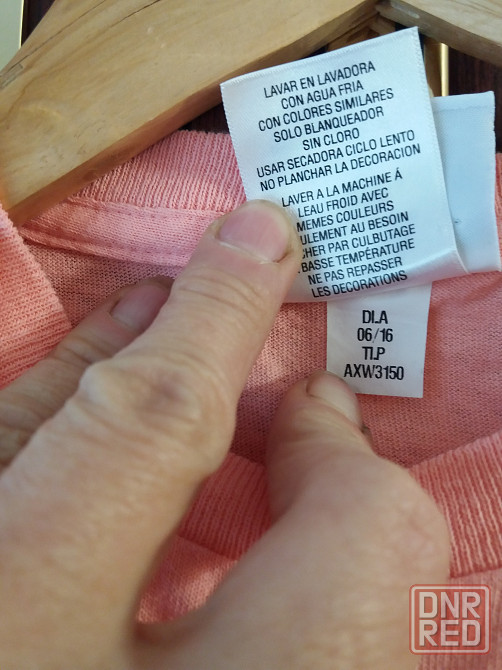 LAVAR EN LAVADORA
CON AGUA FRIA
CON COLORES SIMILARES
SOLO BLANQUEADOR
SIN CLORO
USAR SECADORA CICLO LENTO
NO PLANCHAR LA DECORACION
LAVER A LA MACHINE Á
LEAU FROID AVEC
MEMES COULEURS
ULEMENT AU BESOIN
CHER PAR CULBUTAGE
BASSE TEMPÉRATURE
NE PAS REPASSER
LES DECORATIONS
DLA
06/16
TLP
AXW3150
DNR
RED